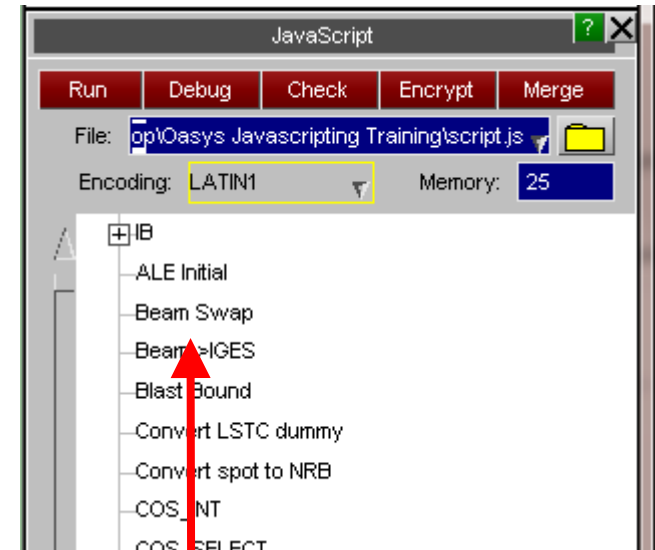 JavaScript ? X
Run Debug Check Encrypt Merge
File: op\Oasys Javascripting Training\script.js
Encoding: LATIN1 Memory: 25
IB
ALE Initial
Beam Swap
Beam>IGES
Blast Bound
Convert LSTC dummy
Convert spot to NRB
COS_INT
COS_SELECT